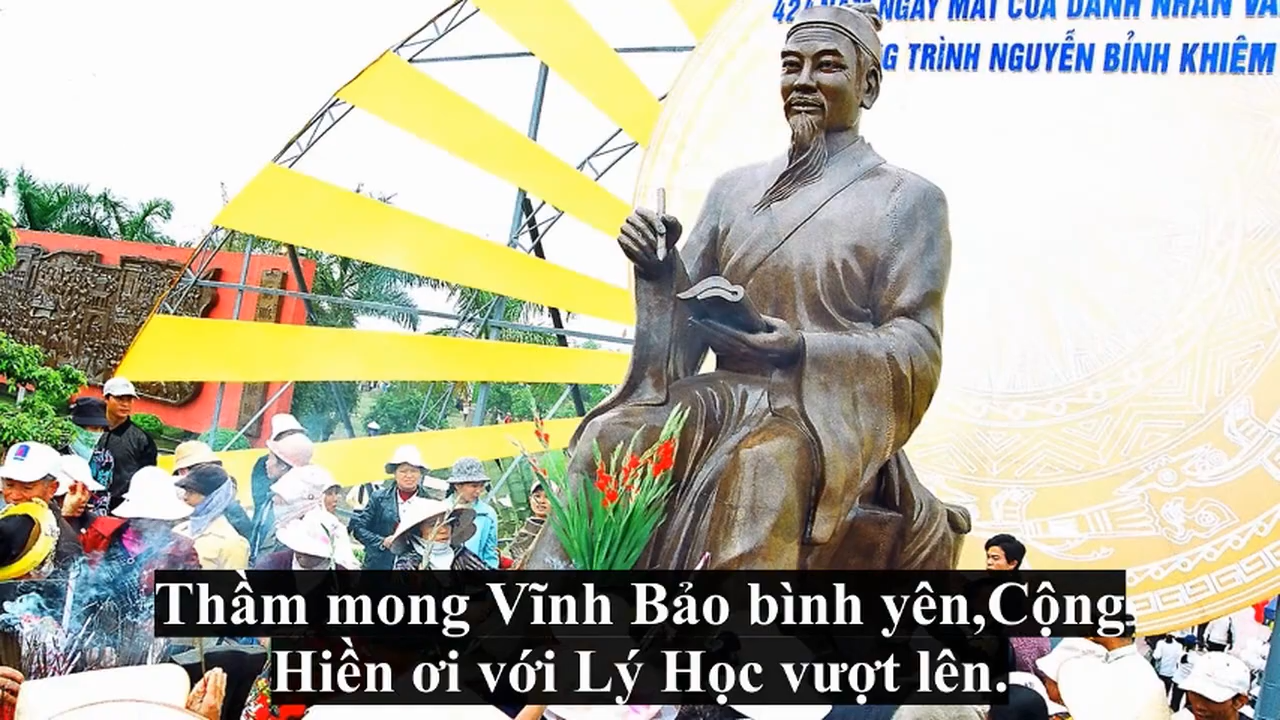 NGÀY MẤT CỦA DANH NHÂN
TRÌNH NGUYỄN BỈNH KHIÊM
Thầm mong Vĩnh Bảo bình yên,Cộng
Hiền ơi với Lý Học vượt lên.